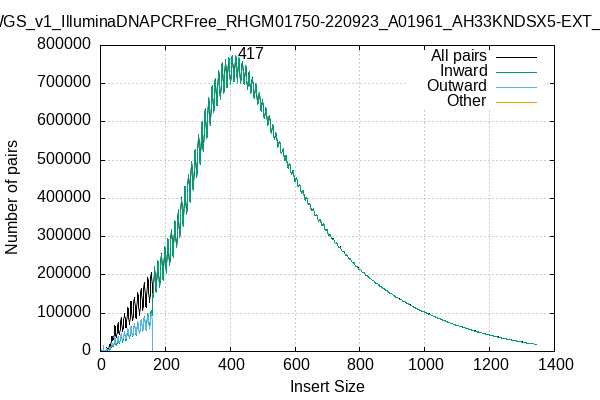 WGS_v1_IlluminaDNAPCRFree_RHGM01750-220923_A01961_AH33KNDSX5-EXT_
800000
700000
600000
500000
400000
300000
200000
100000
0
417
All pairs
Inward
Outward
Other
Number of pairs
0 200 400 600 800 1000 1200 1400
Insert Size